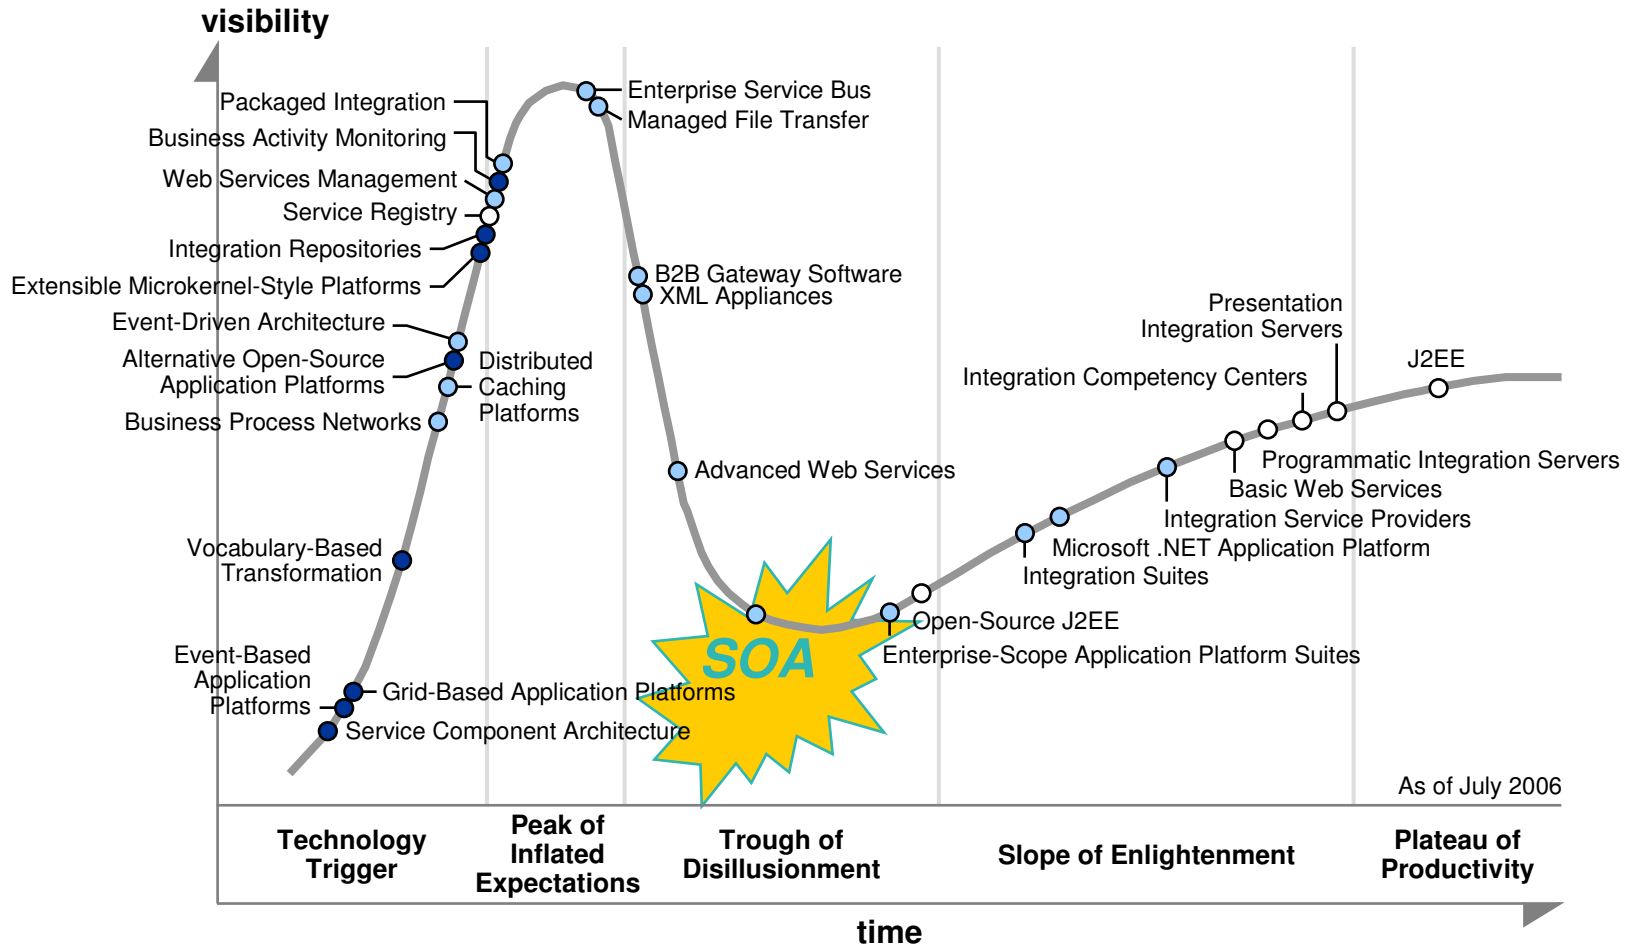 visibility
Packaged Integration
Business Activity Monitoring
Web Services Management
Service Registry
Integration Repositories
Extensible Microkernel-Style Platforms
Event-Driven Architecture
Alternative Open-Source
Application Platforms
Distributed
Caching
Platforms
Business Process Networks
Vocabulary-Based
Transformation
Event-Based
Application
Platforms
Grid-Based Application Platforms
Service Component Architecture
Enterprise Service Bus
Managed File Transfer
B2B Gateway Software
XML Appliances
Advanced Web Services
SOA
Presentation
Integration Servers
Integration Competency Centers
J2EE
Programmatic Integration Servers
Basic Web Services
Integration Service Providers
Microsoft .NET Application Platform
Integration Suites
Open-Source J2EE
Enterprise-Scope Application Platform Suites
As of July 2006
Technology
Trigger
Peak of
Inflated
Expectations
Trough of
Disillusionment
Slope of Enlightenment
Plateau of
Productivity
time